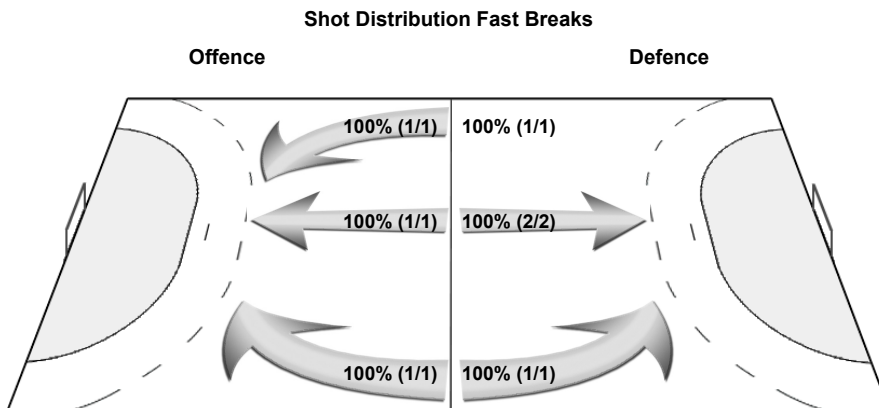 Shot Distribution Fast Breaks
Offence Defence
100% (1/1) 100% (1/1)
100% (1/1) 100% (2/2)
100% (1/1) 100% (1/1)